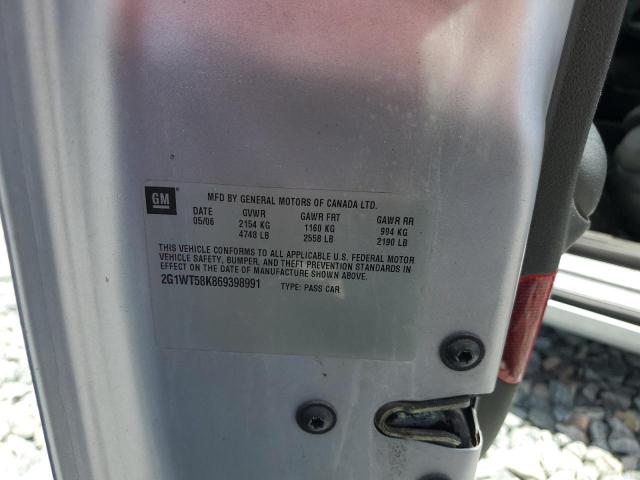 GM
MFD BY GENERAL MOTORS OF CANADA LTD.
DATE GVWR GAWR FRT GAWR RR
05/06 2154 KG 1160 KG 994 KG
4748 LB 2558 LB 2190 LB
THIS VEHICLE CONFORMS TO ALL APPLICABLE U.S. FEDERAL MOTOR
VEHICLE SAFETY, BUMPER, AND THEFT PREVENTION STANDARDS IN
EFFECT ON THE DATE OF MANUFACTURE SHOWN ABOVE.
2G1WT58K869398991 TYPE: PASS CAR